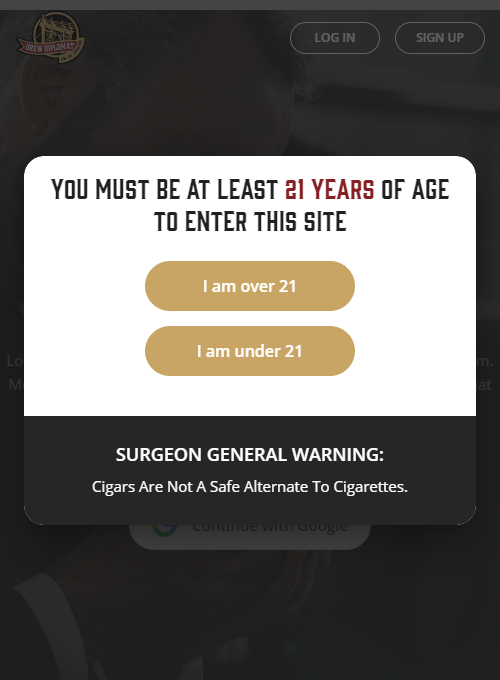 DREW DIPLOMAT
LOG IN
SIGN UP
YOU MUST BE AT LEAST 21 YEARS OF AGE
TO ENTER THIS SITE
I am over 21
I am under 21
SURGEON GENERAL WARNING:
Cigars Are Not A Safe Alternate To Cigarettes.
Continue with Google